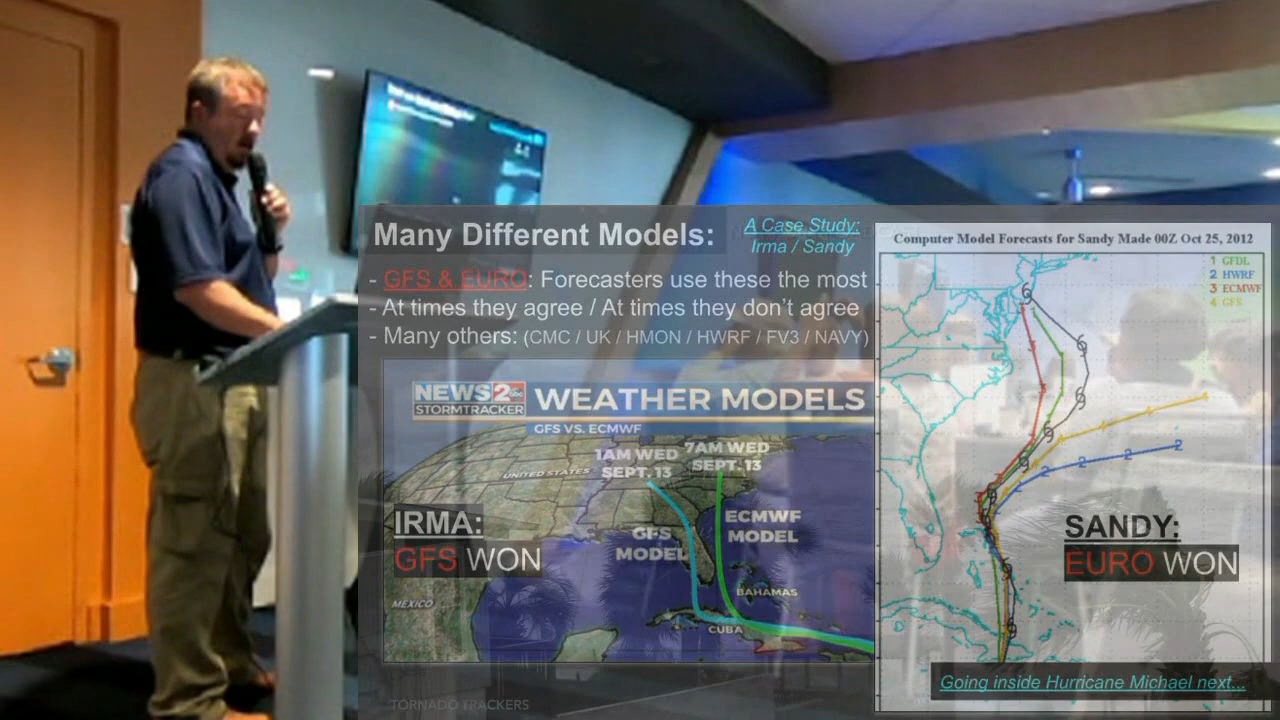 Many Different Models:
A Case Study:
Irma / Sandy
- GFS & EURO: Forecasters use these the most
- At times they agree / At times they don't agree
- Many others: (CMC / UK / HMON / HWRF / FV3 / NAVY)
NEWS 2 abc
STORMTRACKER
WEATHER MODELS
GFS VS. ECMWF
UNITED STATES
1AM WED
SEPT. 13
7AM WED
SEPT. 13
IRMA:
GFS WON
GFS
MODEL
ECMWF
MODEL
BAHAMAS
MEXICO
CUBA
TORNADO TRACKERS
Computer Model Forecasts for Sandy Made 00Z Oct 25, 2012
1 GFDL
2 HWRF
3 ECMWF
4 GFS
SANDY:
EURO WON
Going inside Hurricane Michael next...